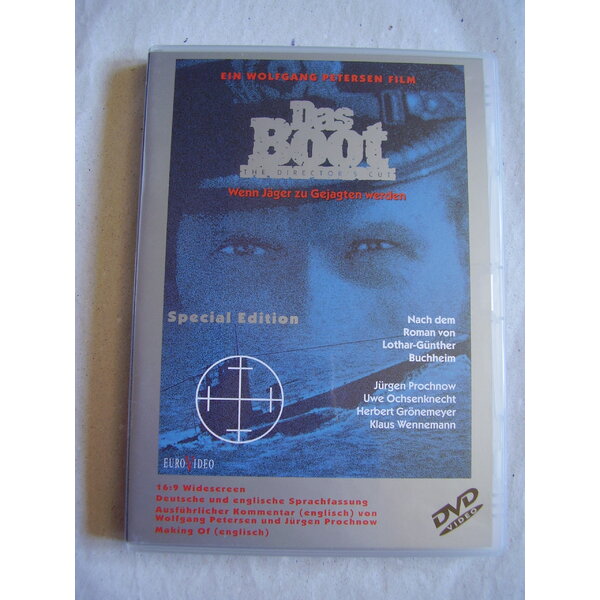 EIN WOLFGANG PETERSEN FILM
Das
Boot
THE DIRECTOR'S CUT
Wenn Jäger zu Gejagten werden
Special Edition
Nach dem
Roman von
Lothar-Günther
Buchheim
Jürgen Prochnow
Uwe Ochsenknecht
Herbert Grönemeyer
Klaus Wennemann
EUROVIDEO
16:9 Widescreen
Deutsche und englische Sprachfassung
Ausführlicher Kommentar (englisch) von
Wolfgang Petersen und Jürgen Prochnow
Making Of (englisch)
DVD
VIDEO